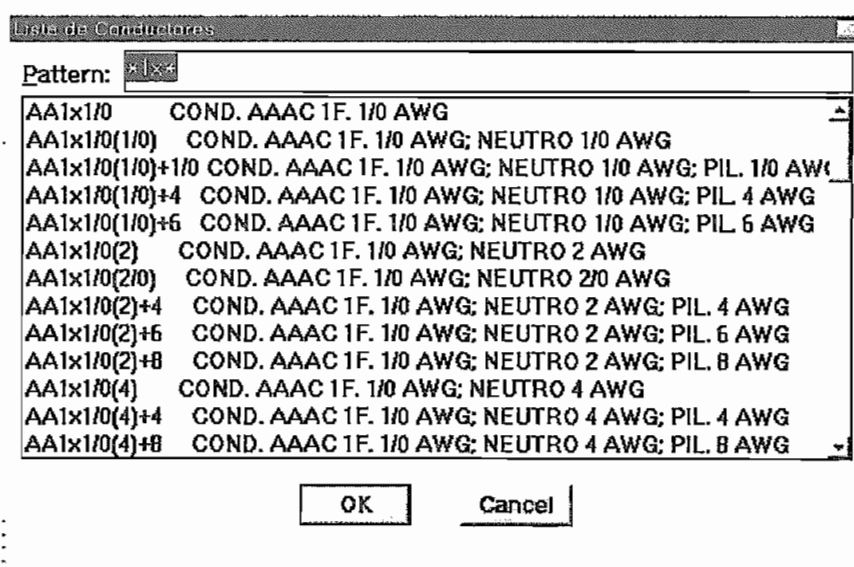 Lista de Conductores
Pattern: *1x*
AA1x1/0 COND. AAAC 1F. 1/0 AWG
AA1x1/0(1/0) COND. AAAC 1F. 1/0 AWG; NEUTRO 1/0 AWG
AA1x1/0(1/0)+1/0 COND. AAAC 1F. 1/0 AWG; NEUTRO 1/0 AWG; PIL. 1/0 AWG
AA1x1/0(1/0)+4 COND. AAAC 1F. 1/0 AWG; NEUTRO 1/0 AWG; PIL. 4 AWG
AA1x1/0(1/0)+6 COND. AAAC 1F. 1/0 AWG; NEUTRO 1/0 AWG; PIL. 6 AWG
AA1x1/0(2) COND. AAAC 1F. 1/0 AWG; NEUTRO 2 AWG
AA1x1/0(2/0) COND. AAAC 1F. 1/0 AWG; NEUTRO 2/0 AWG
AA1x1/0(2)+4 COND. AAAC 1F. 1/0 AWG; NEUTRO 2 AWG; PIL. 4 AWG
AA1x1/0(2)+6 COND. AAAC 1F. 1/0 AWG; NEUTRO 2 AWG; PIL. 6 AWG
AA1x1/0(2)+8 COND. AAAC 1F. 1/0 AWG; NEUTRO 2 AWG; PIL. 8 AWG
AA1x1/0(4) COND. AAAC 1F. 1/0 AWG; NEUTRO 4 AWG
AA1x1/0(4)+4 COND. AAAC 1F. 1/0 AWG; NEUTRO 4 AWG; PIL. 4 AWG
AA1x1/0(4)+8 COND. AAAC 1F. 1/0 AWG; NEUTRO 4 AWG; PIL. 8 AWG
OK Cancel